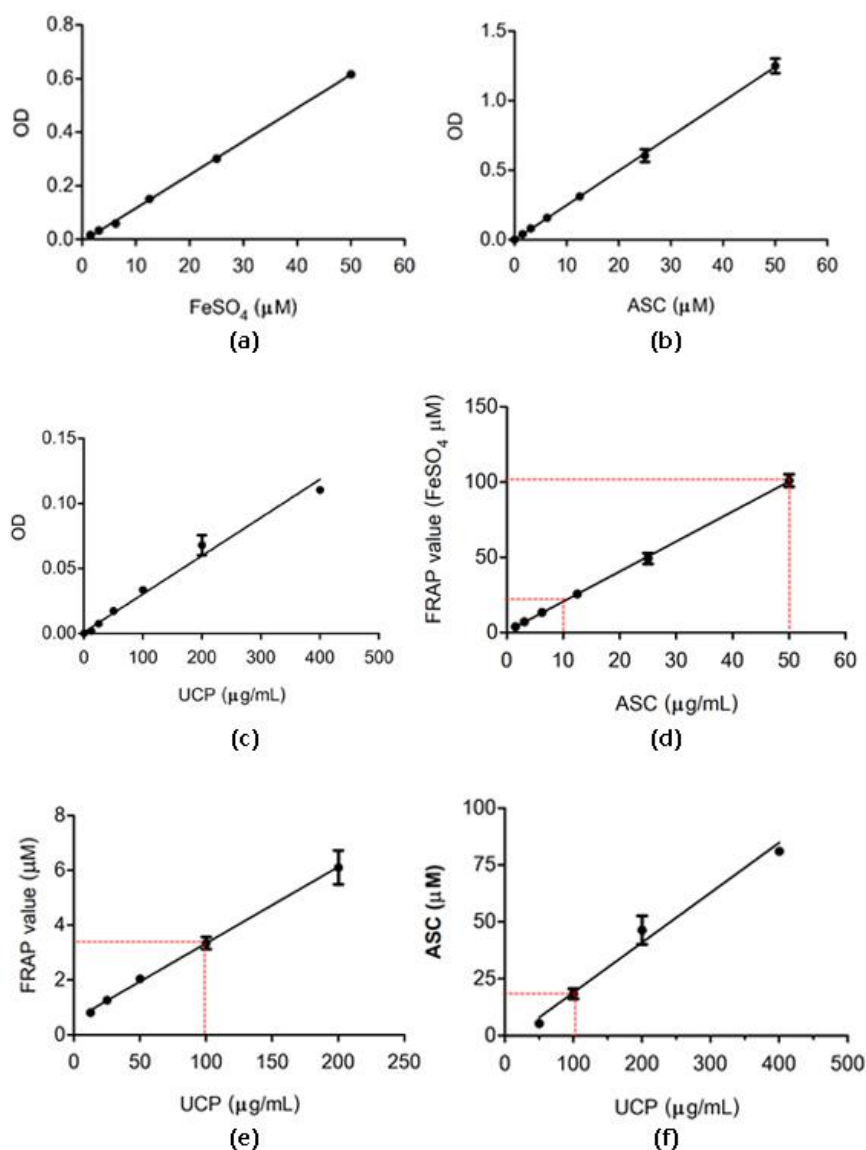 0.8
0.6
0.4
0.2
0.0
OD
0 10 20 30 40 50 60
FeSO₄ (μM)
(a)
1.5
1.0
0.5
0.0
OD
0 10 20 30 40 50 60
ASC (μM)
(b)
0.15
0.10
0.05
0.00
OD
0 100 200 300 400 500
UCP (μg/mL)
(c)
150
100
50
0
FRAP value (FeSO₄ μM)
0 10 20 30 40 50 60
ASC (μg/mL)
(d)
8
6
4
2
0
FRAP value (μM)
0 50 100 150 200 250
UCP (μg/mL)
(e)
100
75
50
25
0
ASC (μM)
0 100 200 300 400 500
UCP (μg/mL)
(f)